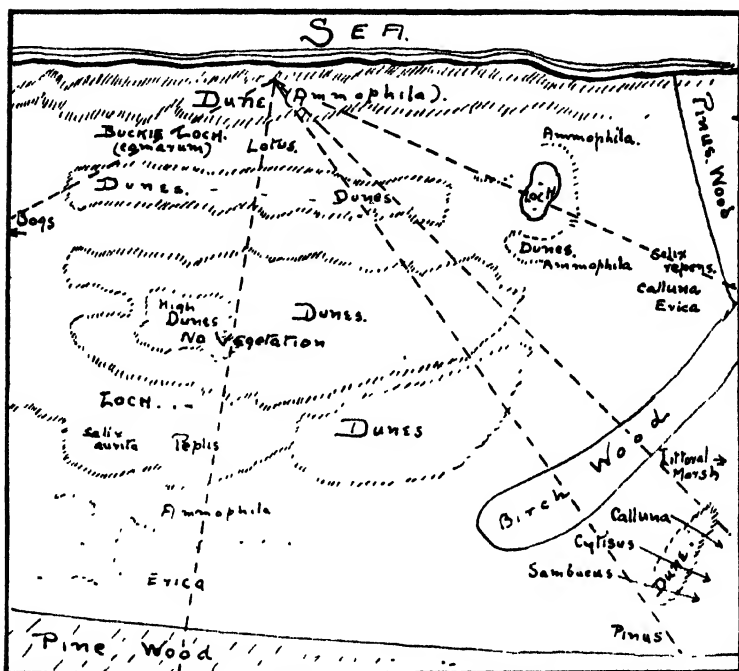 SEA.
DUNE (Ammophila).
BUCKIE LOCH.
(comarum)
Lotus.
Ammophila.
Pinus. Wood
DUNES.
Dunes
LOCH
Bogs
Dunes.
Ammophila
Salix
repens.
Calluna
Erica
High
Dunes
No Vegetation
DUNES.
LOCH...
Salix
aurita
Peplis
DUNES
Birch Wood
Littoral
Marsh
Ammophila
Calluna
Cytisus
Sambucus
Dune.
Erica
Pinus
Pine Wood